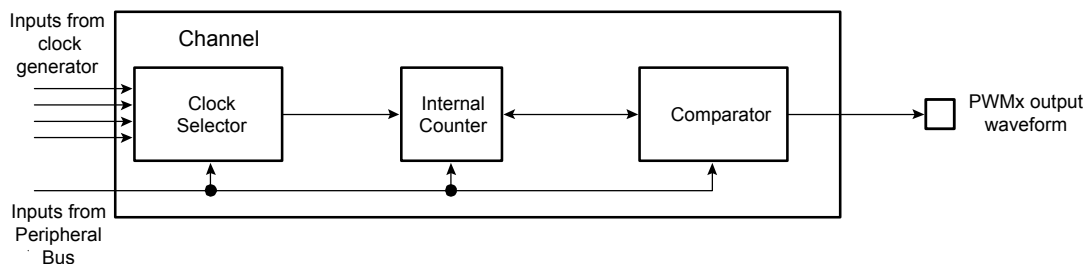 Inputs from
clock
generator
Channel
Clock
Selector
Internal
Counter
Comparator
PWMx output
waveform
Inputs from
Peripheral
Bus